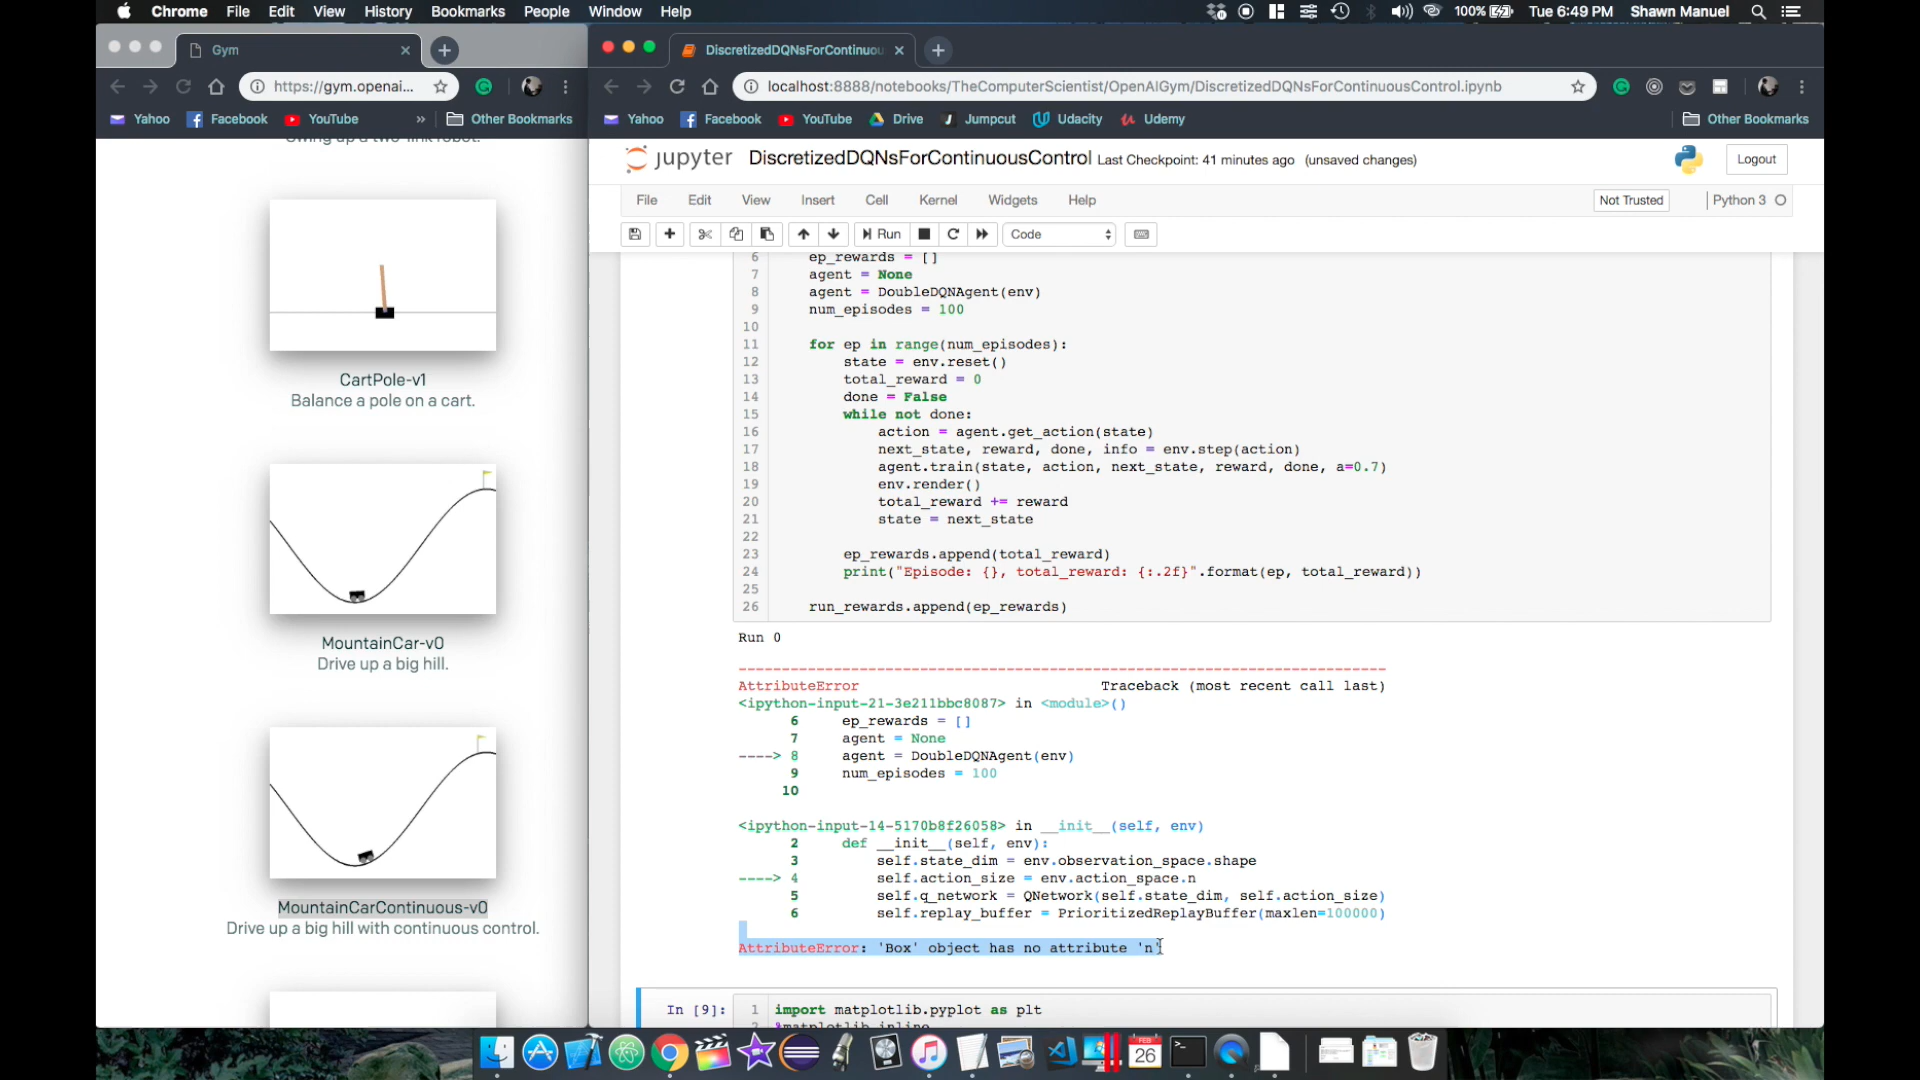 Chrome File Edit View History Bookmarks People Window Help
100% Tue 6:49 PM Shawn Manuel
Gym
https://gym.openai...
Yahoo Facebook YouTube » Other Bookmarks
Swing up a two-link robot.
CartPole-v1
Balance a pole on a cart.
MountainCar-v0
Drive up a big hill.
MountainCarContinuous-v0
Drive up a big hill with continuous control.
DiscretizedDQNsForContinuou
localhost:8888/notebooks/TheComputerScientist/OpenAIGym/DiscretizedDQNsForContinuousControl.ipynb
Yahoo Facebook YouTube Drive Jumpcut Udacity Udemy Other Bookmarks
jupyter DiscretizedDQNsForContinuousControl Last Checkpoint: 41 minutes ago (unsaved changes) Logout
File Edit View Insert Cell Kernel Widgets Help Not Trusted Python 3
Run Code
6 ep_rewards = []
7 agent = None
8 agent = DoubleDQNAgent(env)
9 num_episodes = 100
10
11 for ep in range(num_episodes):
12 state = env.reset()
13 total_reward = 0
14 done = False
15 while not done:
16 action = agent.get_action(state)
17 next_state, reward, done, info = env.step(action)
18 agent.train(state, action, next_state, reward, done, a=0.7)
19 env.render()
20 total_reward += reward
21 state = next_state
22
23 ep_rewards.append(total_reward)
24 print("Episode: {}, total_reward: {:.2f}".format(ep, total_reward))
25
26 run_rewards.append(ep_rewards)
Run 0
---------------------------------------------------------------------------
AttributeError Traceback (most recent call last)
<ipython-input-21-3e211bbc8087> in <module>()
6 ep_rewards = []
7 agent = None
----> 8 agent = DoubleDQNAgent(env)
9 num_episodes = 100
10
<ipython-input-14-5170b8f26058> in __init__(self, env)
2 def __init__(self, env):
3 self.state_dim = env.observation_space.shape
----> 4 self.action_size = env.action_space.n
5 self.q_network = QNetwork(self.state_dim, self.action_size)
6 self.replay_buffer = PrioritizedReplayBuffer(maxlen=100000)
AttributeError: 'Box' object has no attribute 'n'
In [9]: 1 import matplotlib.pyplot as plt
2 %matplotlib inline
FEB
26